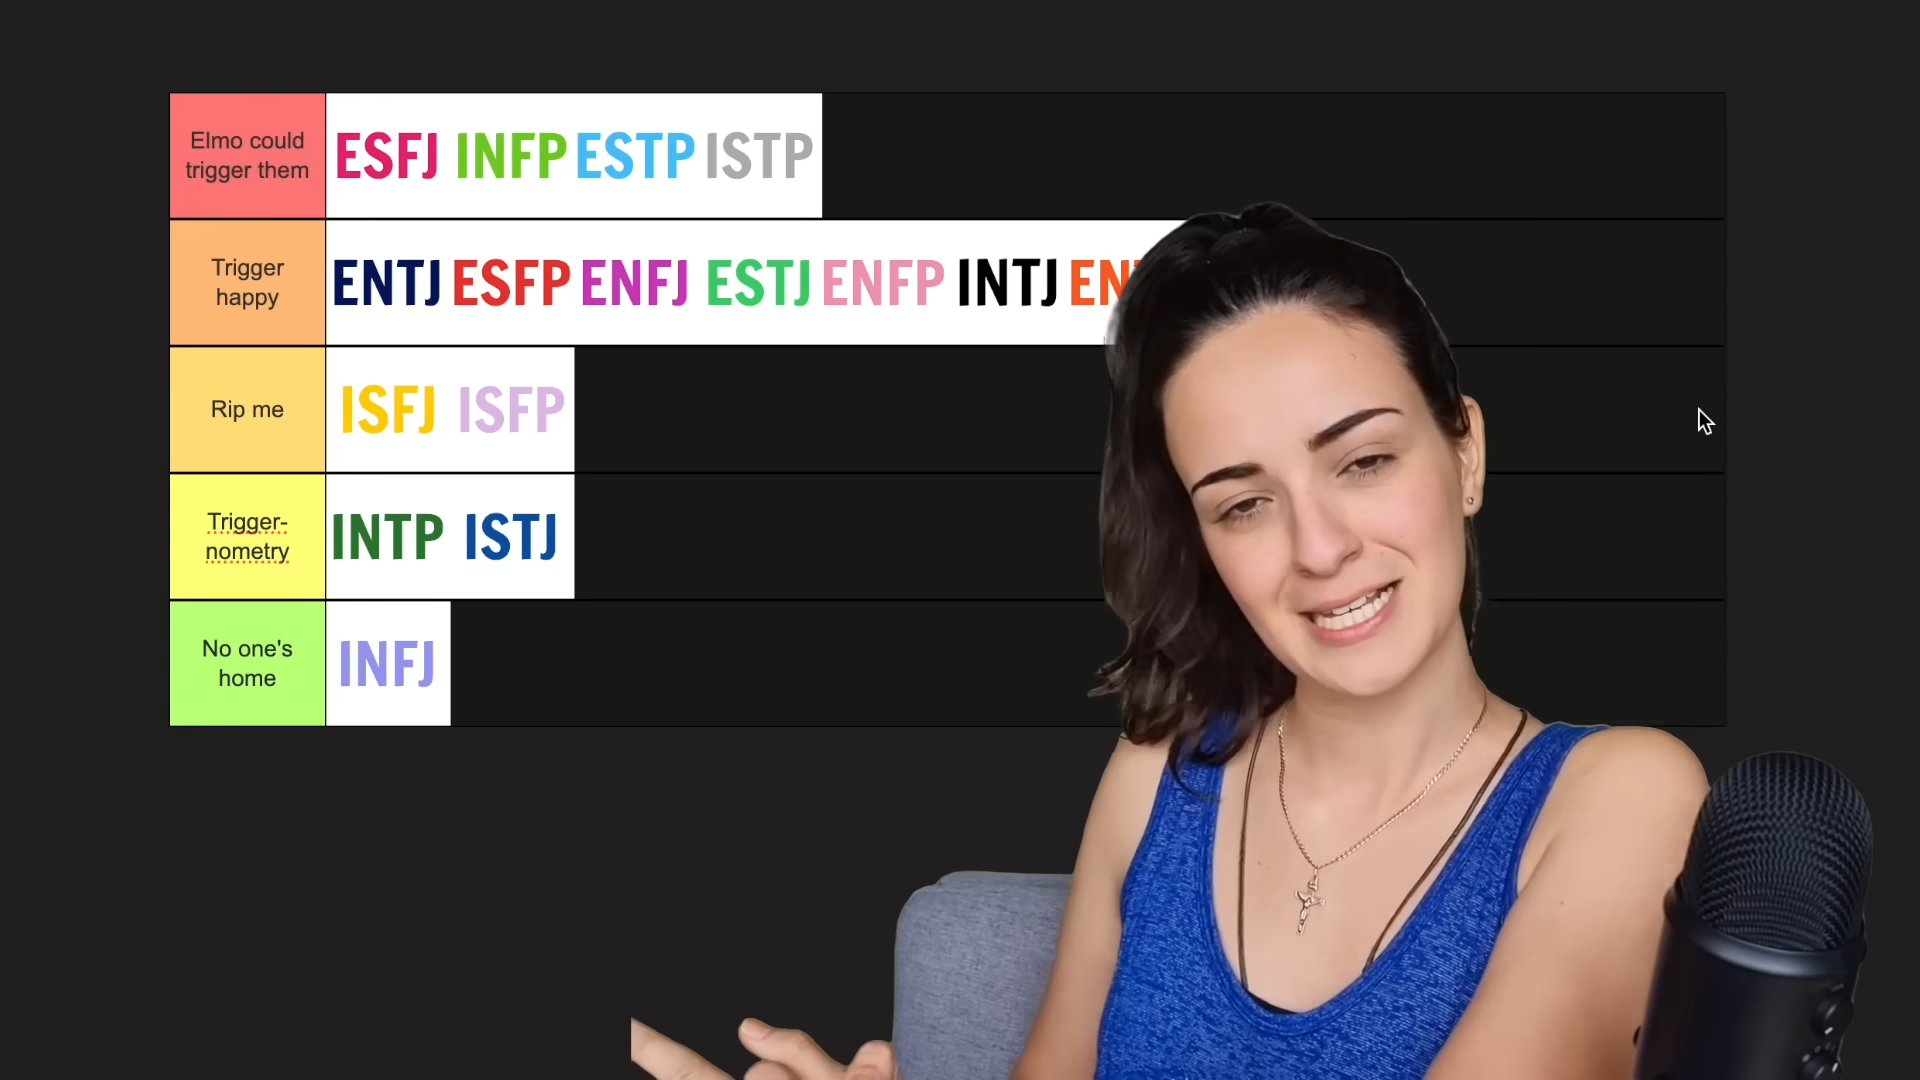 Elmo could
trigger them
ESFJ INFP ESTP ISTP
Trigger
happy
ENTJ ESFP ENFJ ESTJ ENFP INTJ
Rip me
ISFJ ISFP
Trigger-
nometry
INTP ISTJ
No one's
home
INFJ